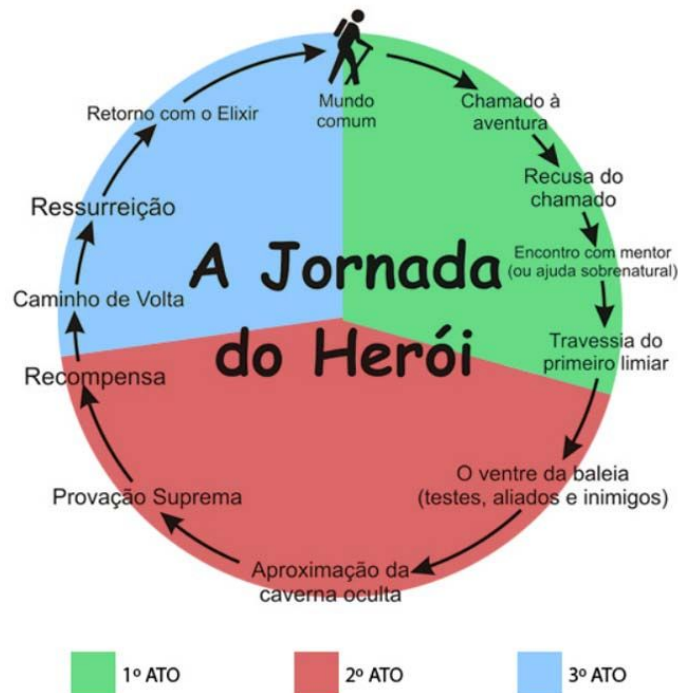 A Jornada
do Herói
Mundo
comum
Chamado à
aventura
Recusa do
chamado
Encontro com mentor
(ou ajuda sobrenatural)
Travessia do
primeiro limiar
O ventre da baleia
(testes, aliados e inimigos)
Aproximação da
caverna oculta
Provação Suprema
Recompensa
Caminho de Volta
Ressurreição
Retorno com o Elixir
1º ATO
2º ATO
3º ATO